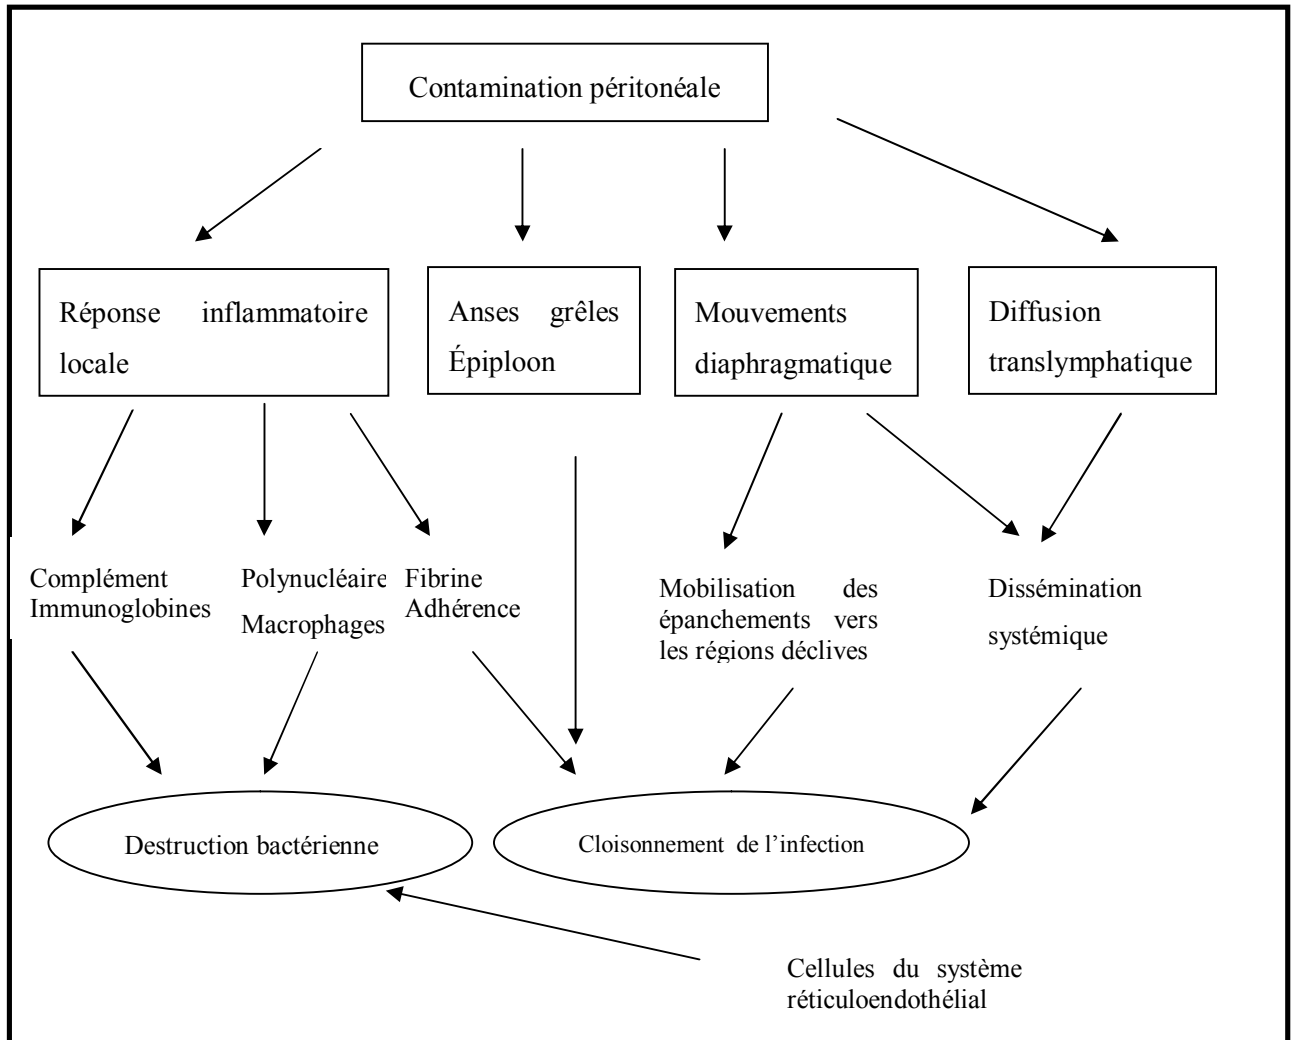 Contamination péritonéale
Réponse inflammatoire
locale
Anses grêles
Épiploon
Mouvements
diaphragmatique
Diffusion
translymphatique
Complément
Immunoglobines
Polynucléaire
Macrophages
Fibrine
Adhérence
Mobilisation des
épanchements vers
les régions déclives
Dissémination
systémique
Destruction bactérienne
Cloisonnement de l’infection
Cellules du système
réticuloendothélial